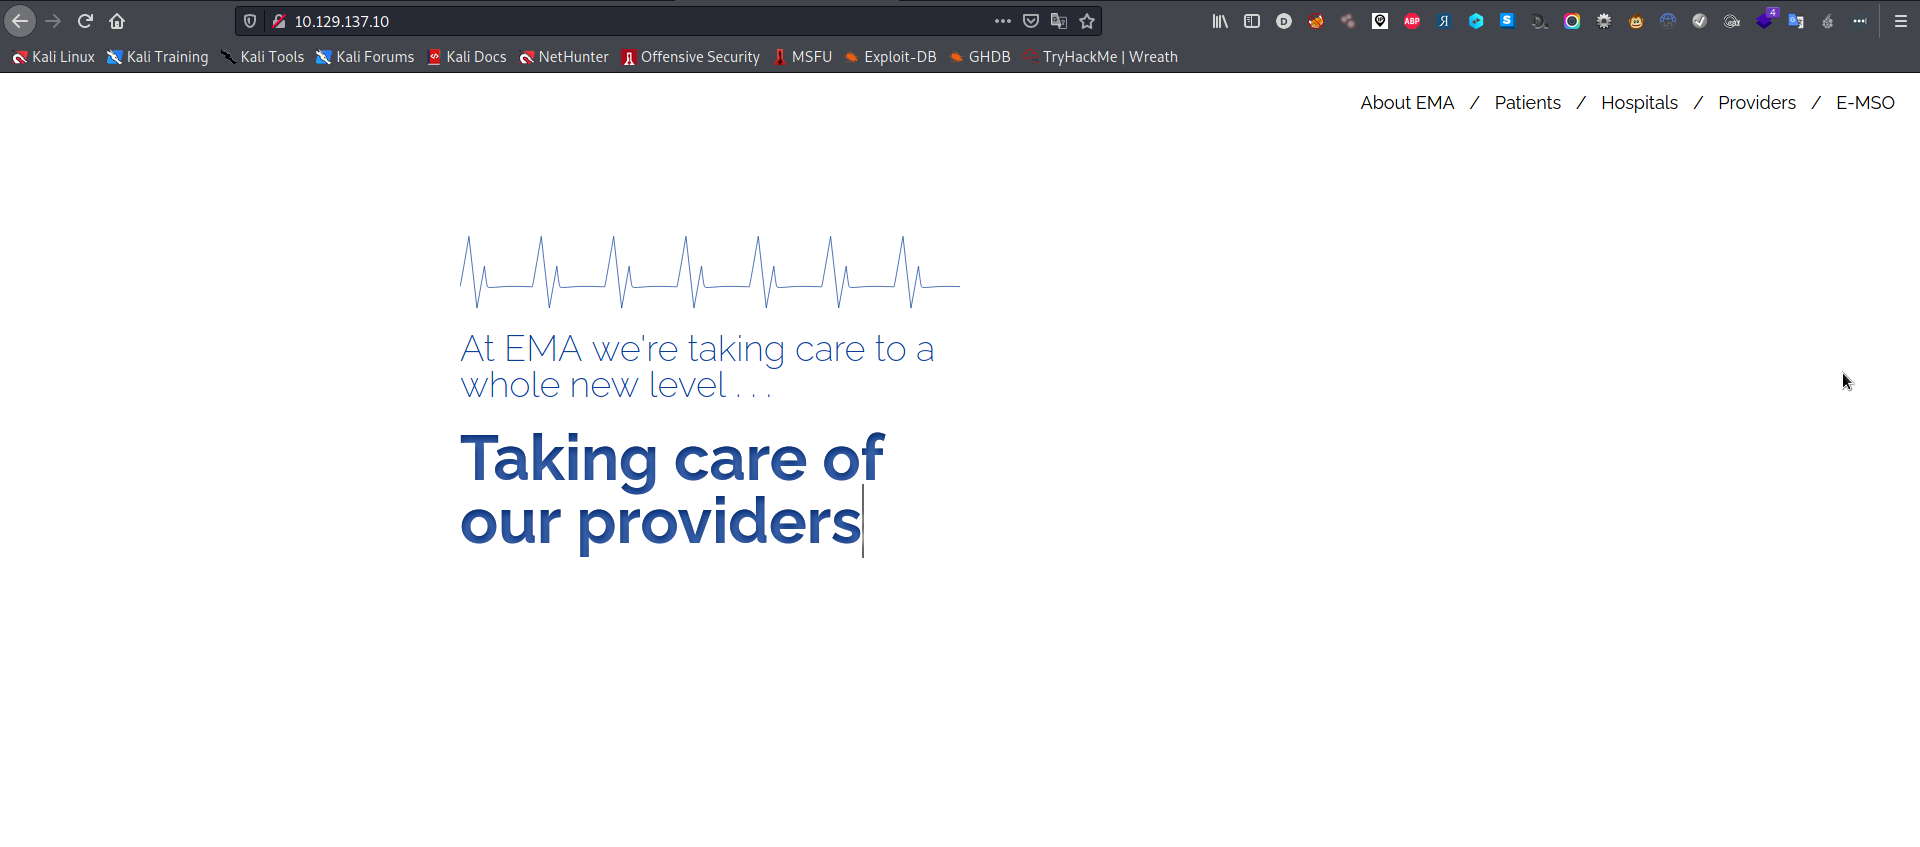 10.129.137.10
4
Kali Linux Kali Training Kali Tools Kali Forums Kali Docs NetHunter Offensive Security MSFU Exploit-DB GHDB TryHackMe | Wreath
About EMA / Patients / Hospitals / Providers / E-MSO
At EMA we're taking care to a
whole new level . . .
Taking care of
our providers